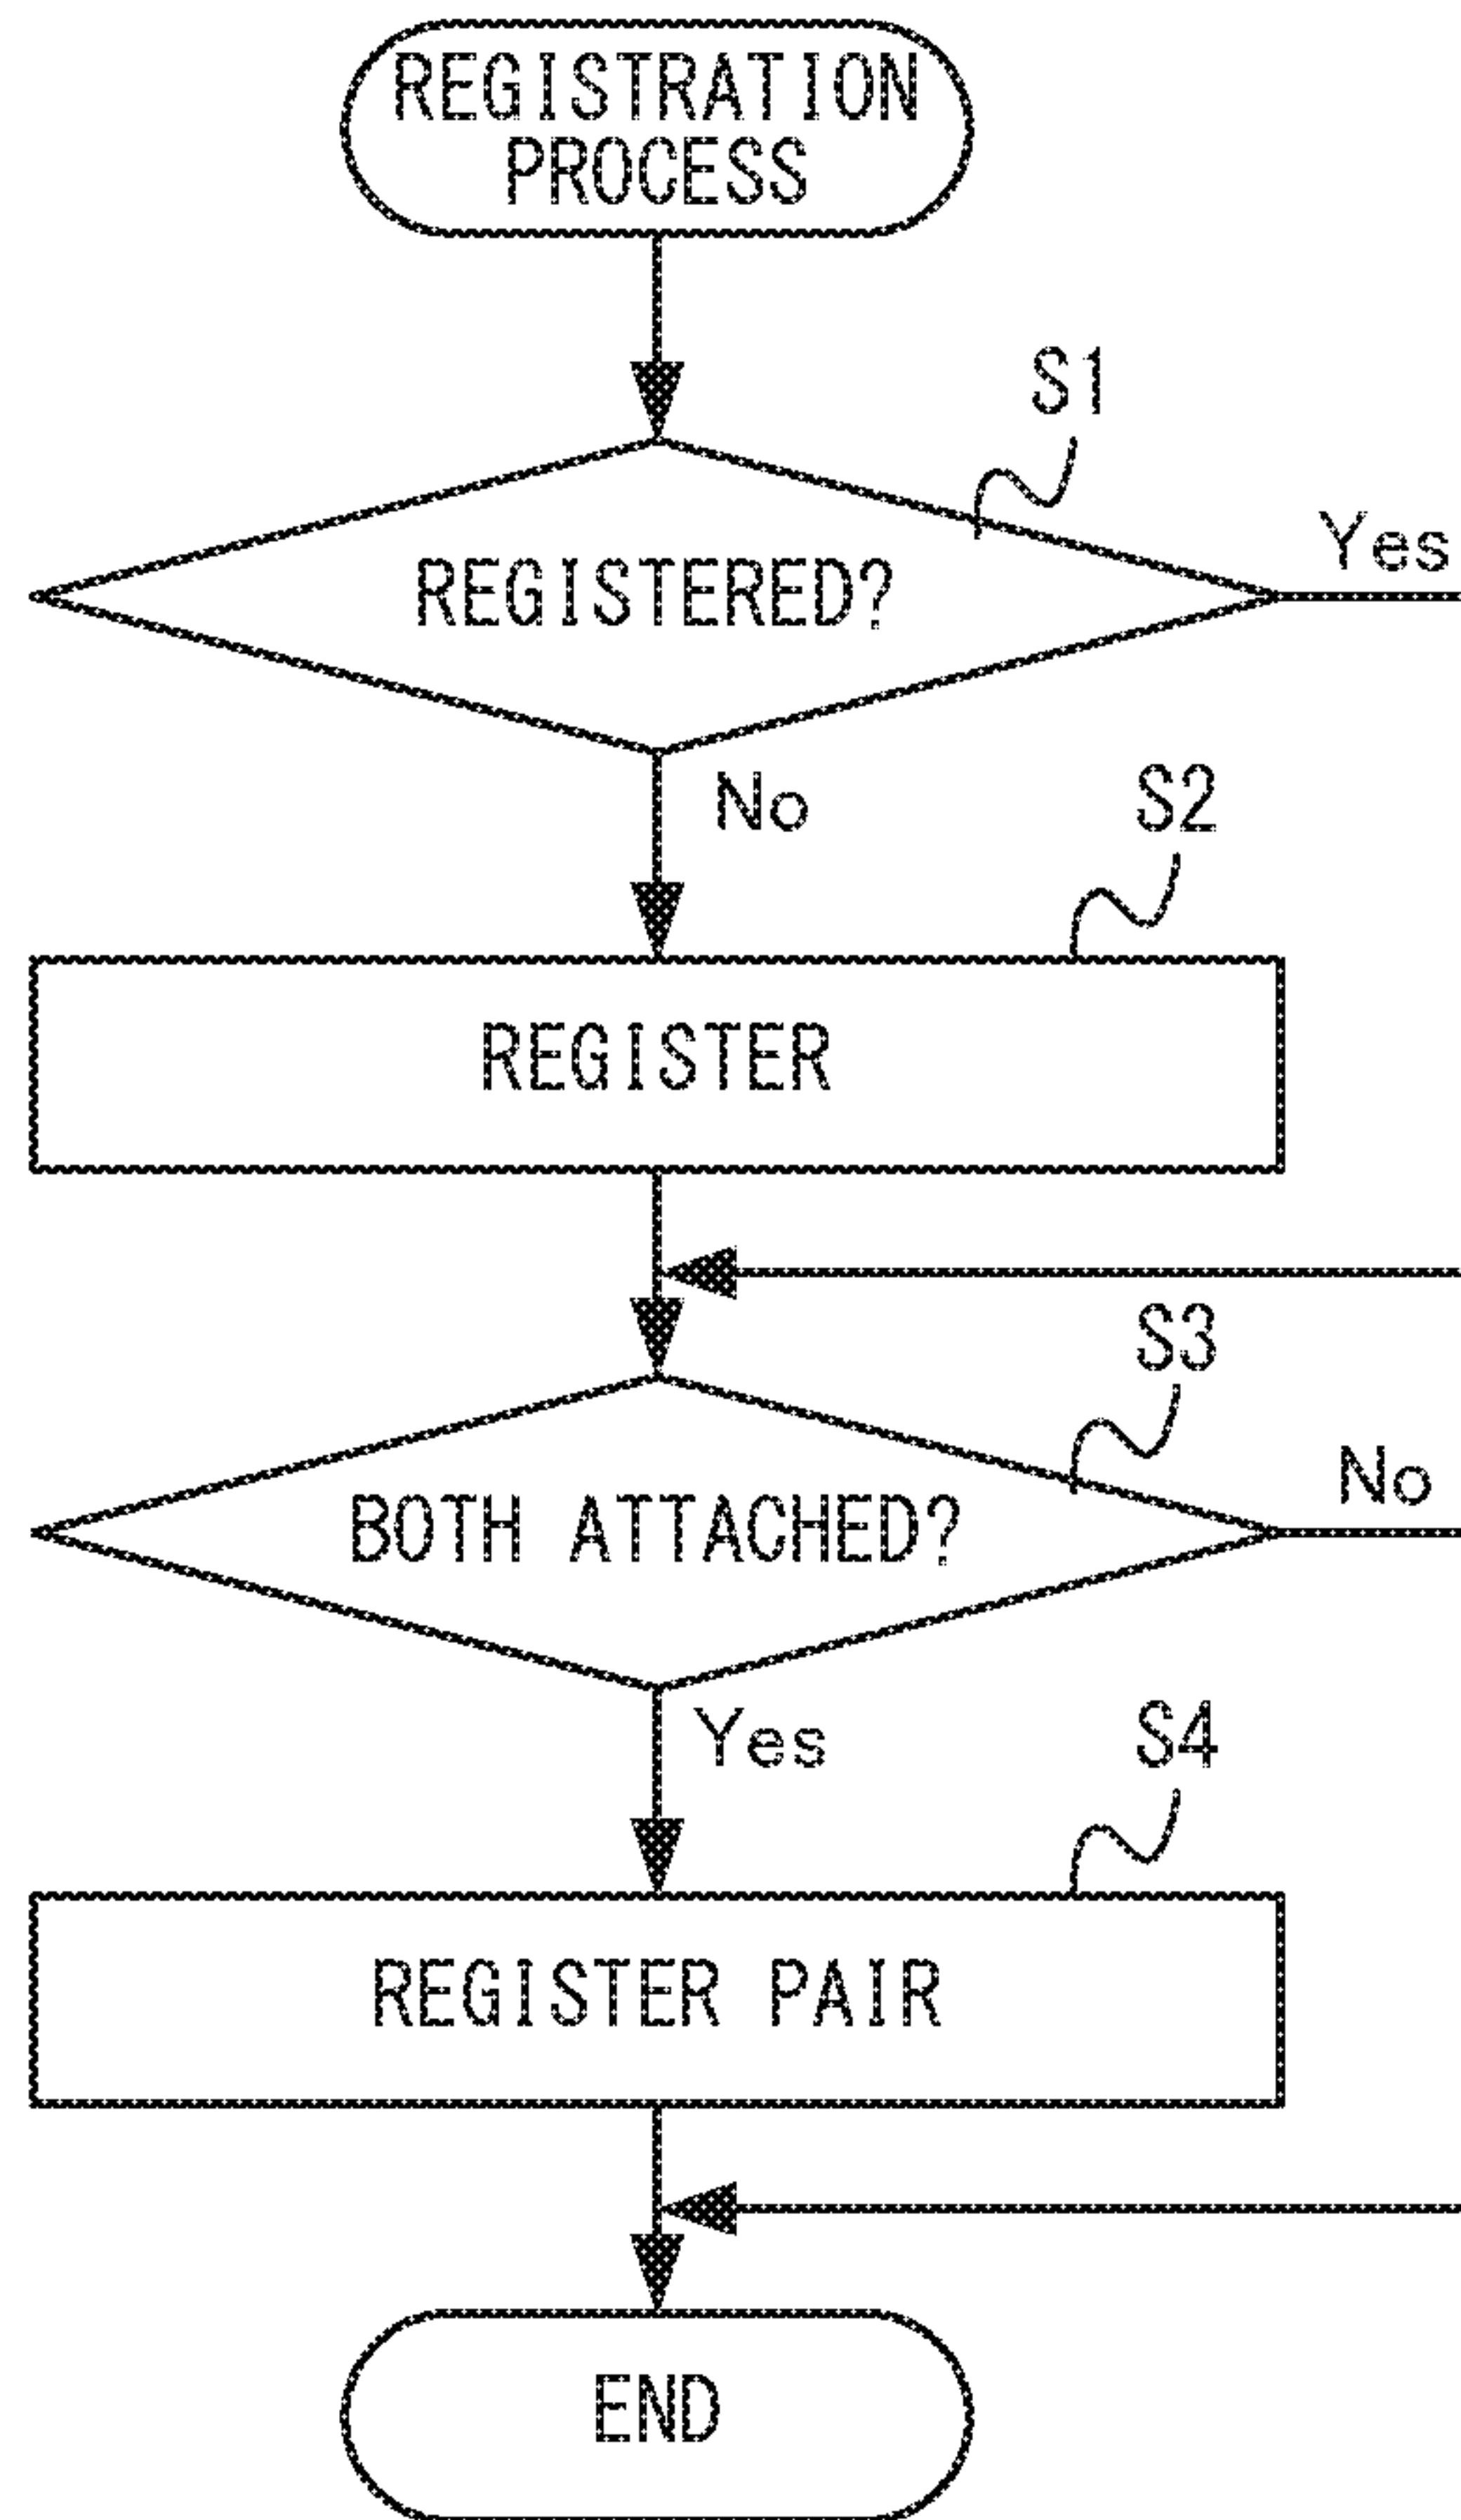 REGISTRATION
PROCESS
S1
REGISTERED?
Yes
No
S2
REGISTER
S3
BOTH ATTACHED?
No
Yes
S4
REGISTER PAIR
END